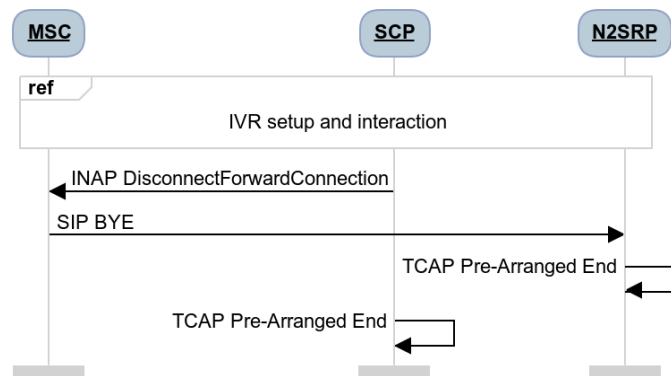 MSC
SCP
N2SRP
ref
IVR setup and interaction
INAP DisconnectForwardConnection
SIP BYE
TCAP Pre-Arranged End
TCAP Pre-Arranged End